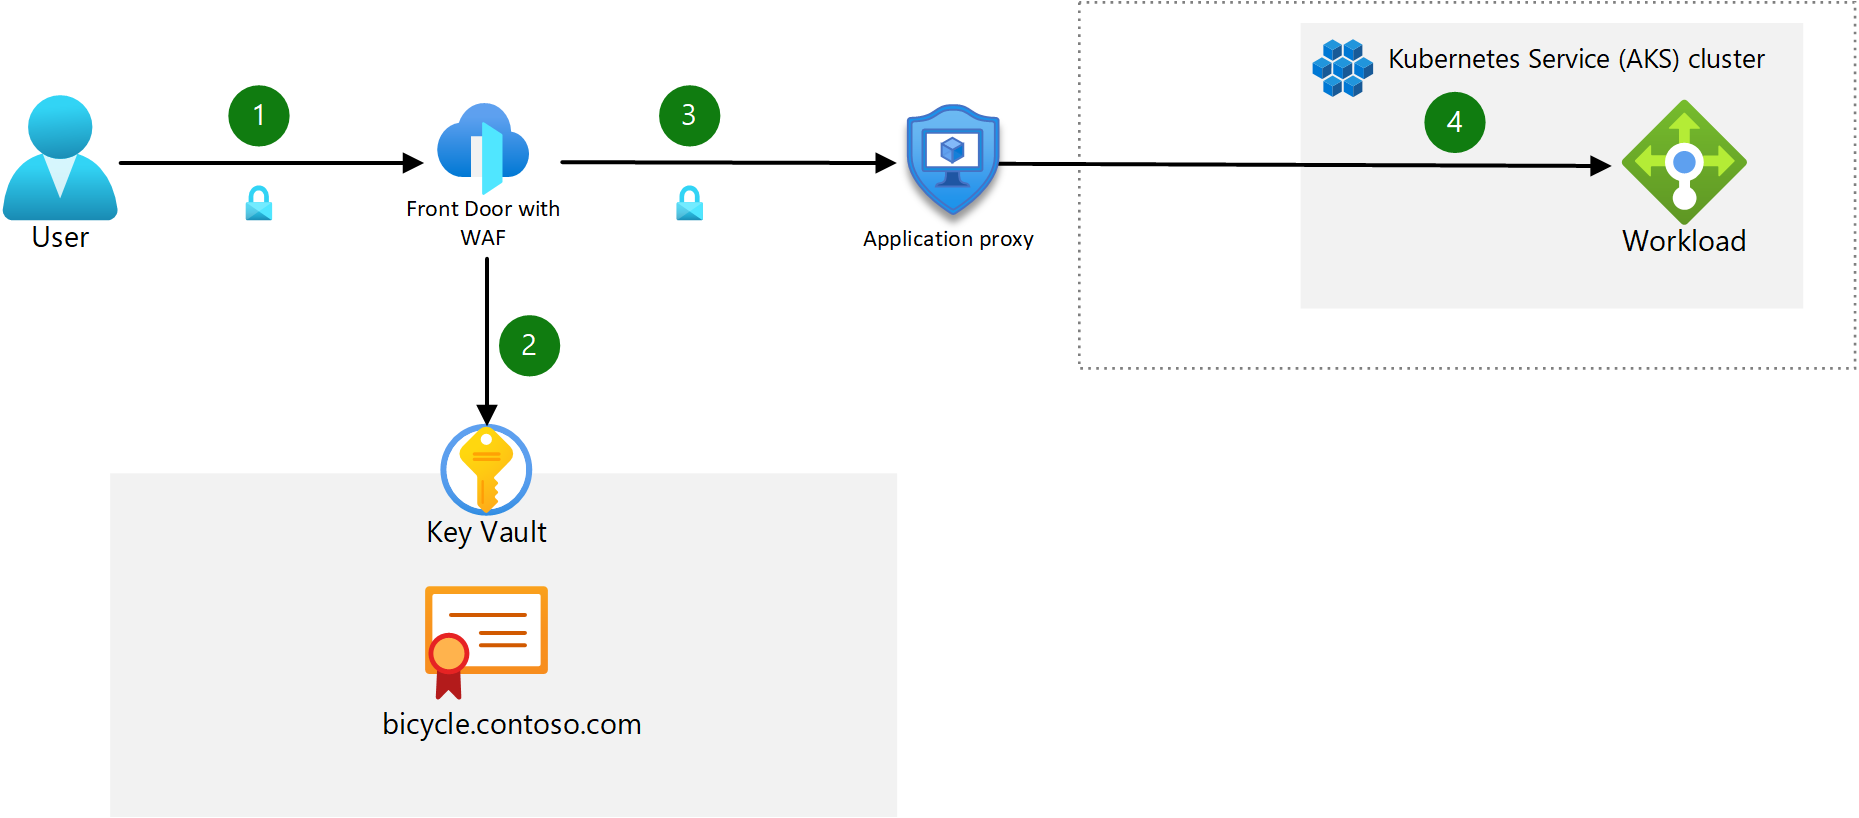 Kubernetes Service (AKS) cluster
1
3
4
User
Front Door with
WAF
Application proxy
Workload
2
Key Vault
bicycle.contoso.com